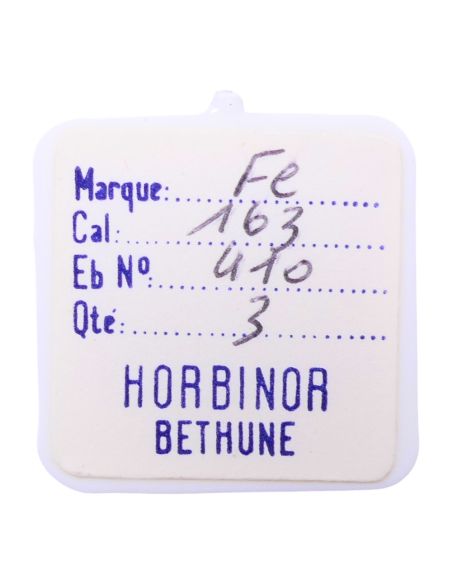 Marque: Fe
Cal: 163
Eb Nº: 410
Qté: 3
HORBINOR
BETHUNE